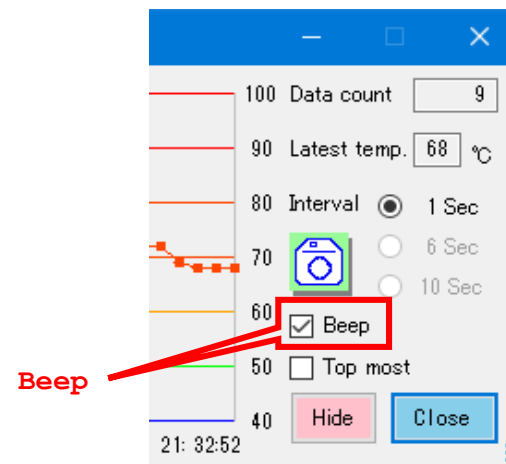 100 Data count 9
90 Latest temp. 68 ℃
80 Interval 1 Sec
70 6 Sec
10 Sec
60 Beep
Beep
50 Top most
40 Hide Close
21: 32:52